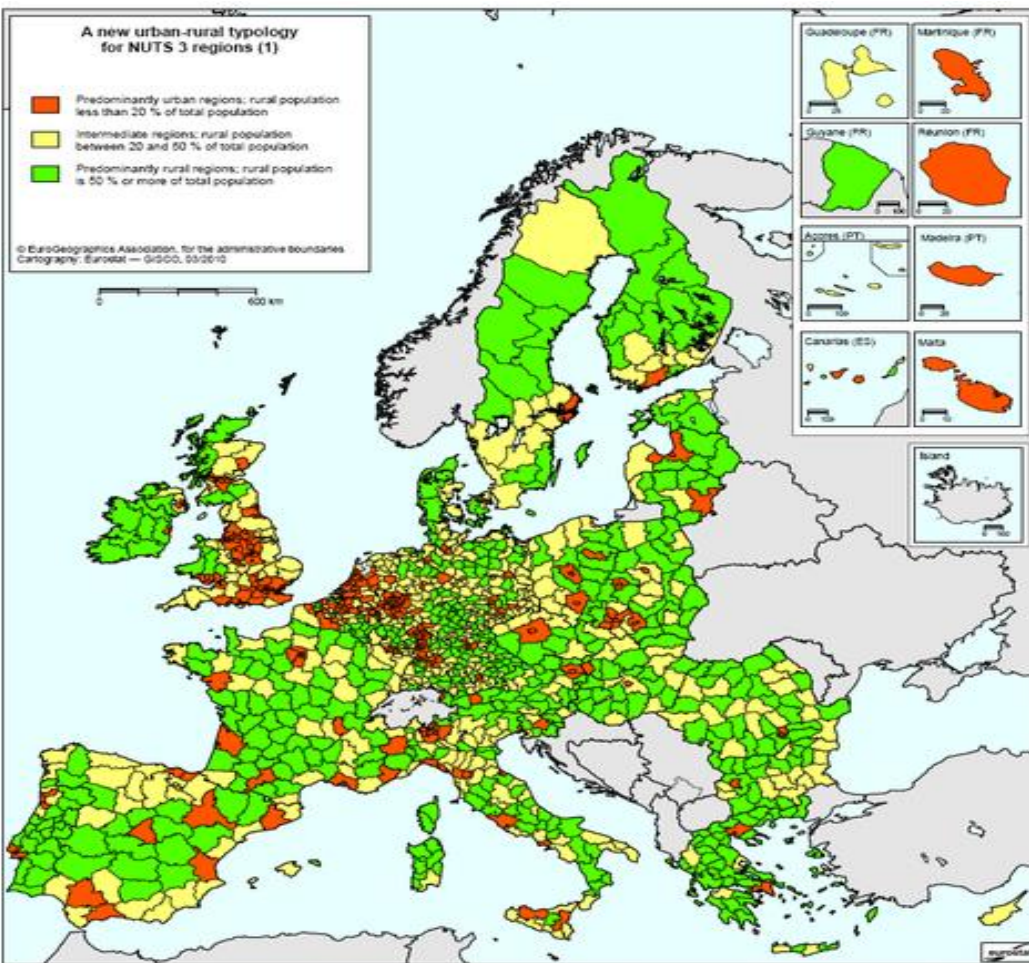 A new urban-rural typology
for NUTS 3 regions (1)
Predominantly urban regions; rural population
less than 20 % of total population
Intermediate regions; rural population
between 20 and 50 % of total population
Predominantly rural regions; rural population
is 50 % or more of total population
© EuroGeographics Association, for the administrative boundaries
Cartography: Eurostat — GISCO, 03/2010
0 600 km
Guadeloupe (FR)
Martinique (FR)
Guyane (FR)
Réunion (FR)
Açores (PT)
Madeira (PT)
Canarias (ES)
Malta
Island
eurostat